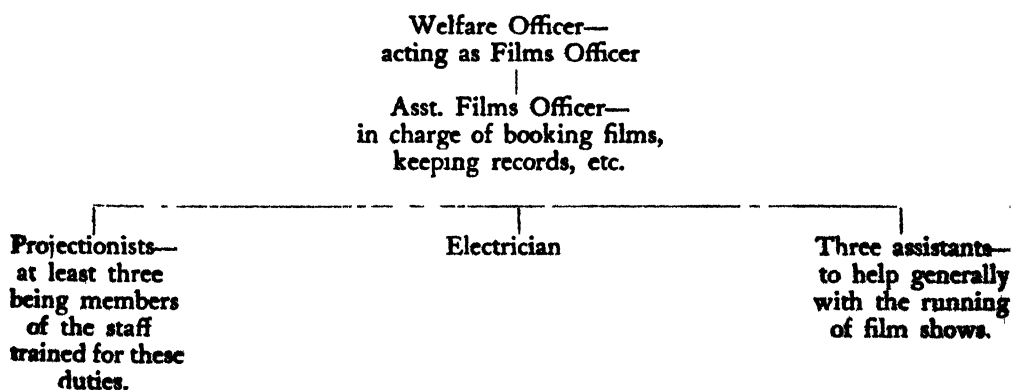 Welfare Officer—
acting as Films Officer
Asst. Films Officer—
in charge of booking films,
keeping records, etc.
Projectionists—
at least three
being members
of the staff
trained for these
duties.
Electrician
Three assistants—
to help generally
with the running
of film shows.